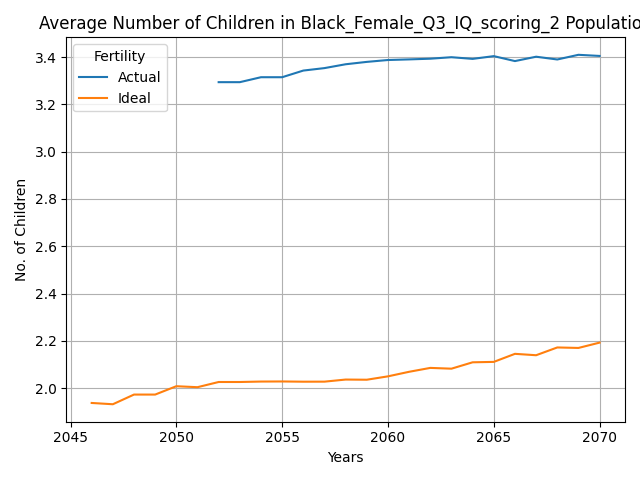 Average Number of Children in Black_Female_Q3_IQ_scoring_2 Populatio
Fertility
Actual
Ideal
3.4
3.2
3.0
2.8
2.6
2.4
2.2
2.0
No. of Children
2045 2050 2055 2060 2065 2070
Years